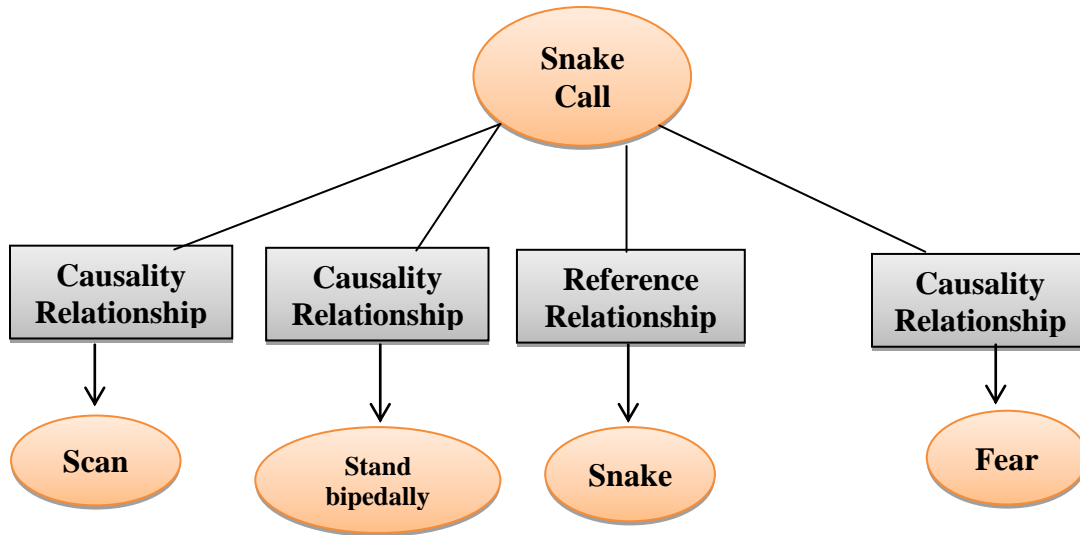 Snake
Call
Causality
Relationship
Causality
Relationship
Reference
Relationship
Causality
Relationship
Scan
Stand
bipedally
Snake
Fear